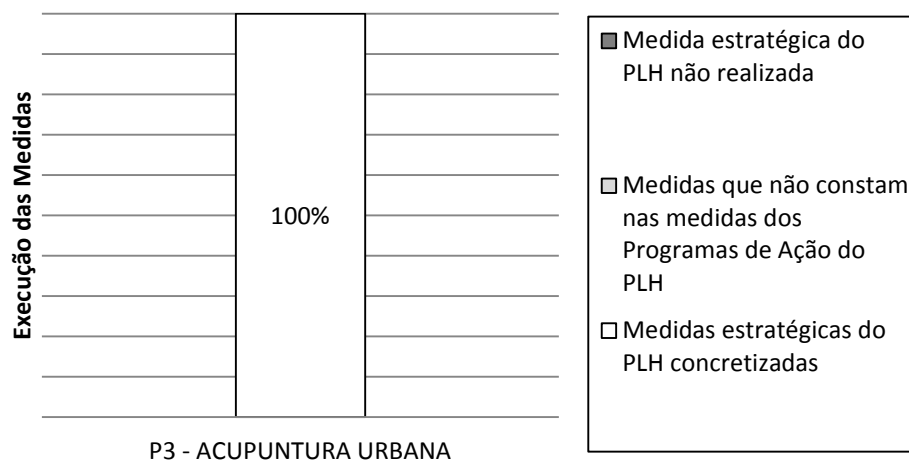 Execução das Medidas
100%
P3 - ACUPUNTURA URBANA
Medida estratégica do
PLH não realizada
Medidas que não constam
nas medidas dos
Programas de Ação do
PLH
Medidas estratégicas do
PLH concretizadas